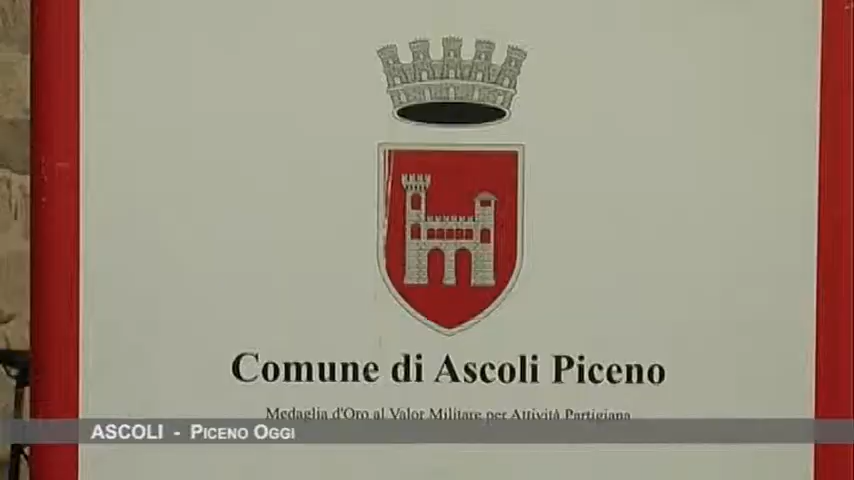 Comune di Ascoli Piceno
Medaglia d'Oro al Valor Militare per Attività Partigiana
ASCOLI - PICENO OGGI